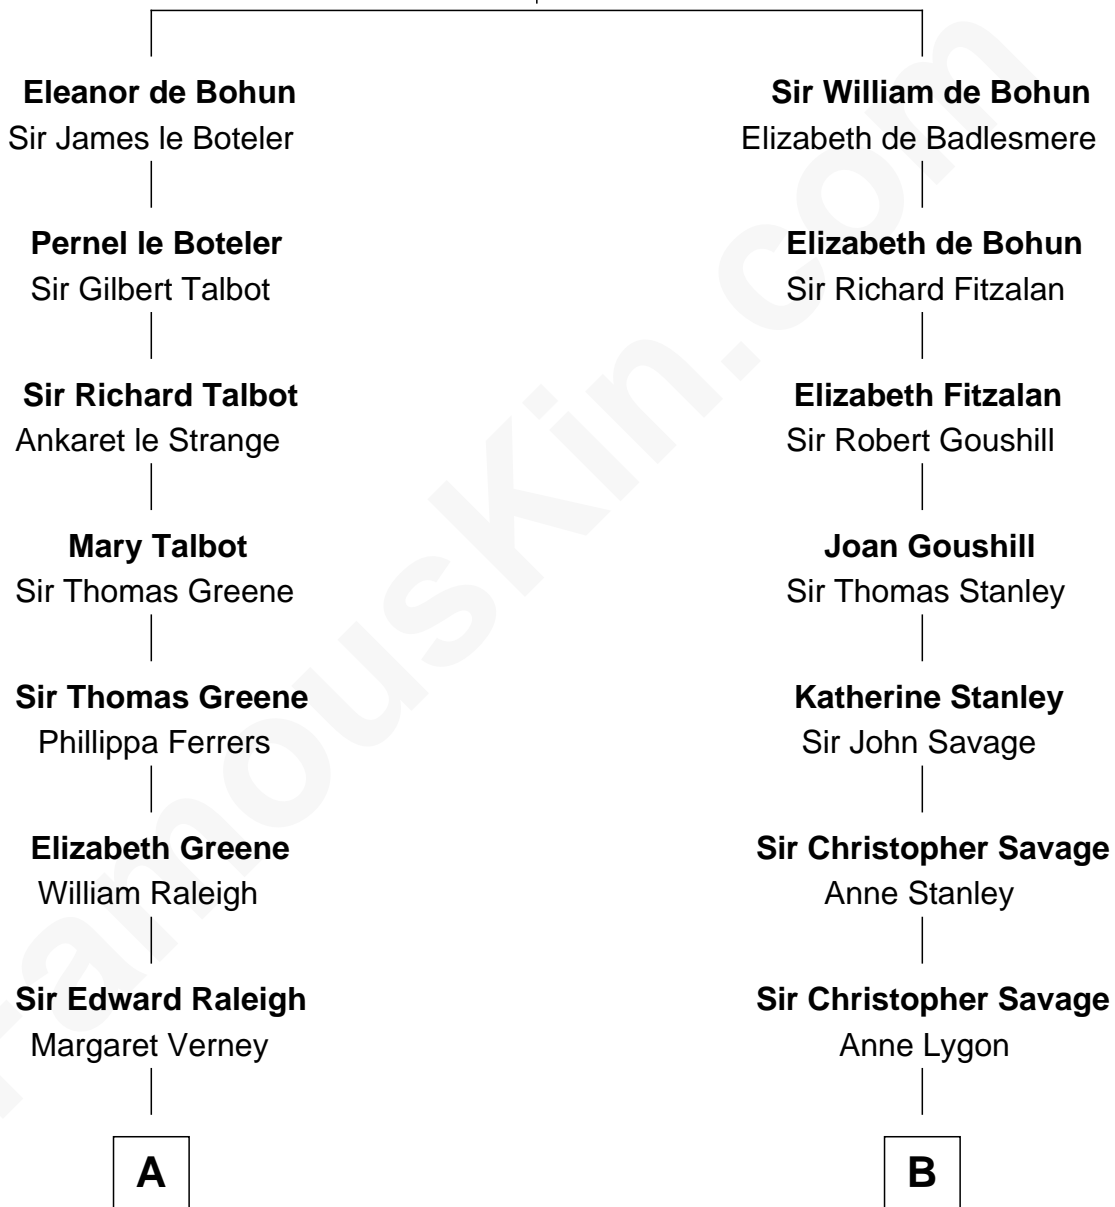 Eleanor de Bohun
Sir James le Boteler
Sir William de Bohun
Elizabeth de Badlesmere
Pernel le Boteler
Sir Gilbert Talbot
Elizabeth de Bohun
Sir Richard Fitzalan
Sir Richard Talbot
Ankaret le Strange
Elizabeth Fitzalan
Sir Robert Goushill
Mary Talbot
Sir Thomas Greene
Joan Goushill
Sir Thomas Stanley
Sir Thomas Greene
Phillippa Ferrers
Katherine Stanley
Sir John Savage
Elizabeth Greene
William Raleigh
Sir Christopher Savage
Anne Stanley
Sir Edward Raleigh
Margaret Verney
Sir Christopher Savage
Anne Lygon
A
B
FamousKin.com